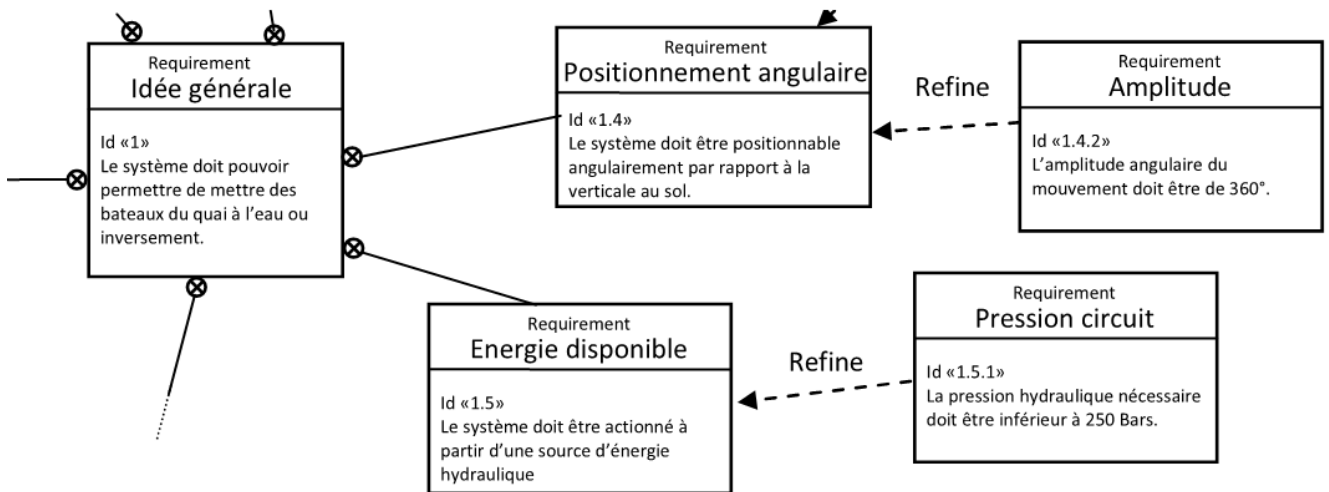 Requirement
Idée générale
Id «1»
Le système doit pouvoir
permettre de mettre des
bateaux du quai à l’eau ou
inversement.
Requirement
Positionnement angulaire
Id «1.4»
Le système doit être positionnable
angulairement par rapport à la
verticale au sol.
Refine
Requirement
Amplitude
Id «1.4.2»
L’amplitude angulaire du
mouvement doit être de 360°.
Requirement
Energie disponible
Id «1.5»
Le système doit être actionné à
partir d’une source d’énergie
hydraulique
Refine
Requirement
Pression circuit
Id «1.5.1»
La pression hydraulique nécessaire
doit être inférieur à 250 Bars.